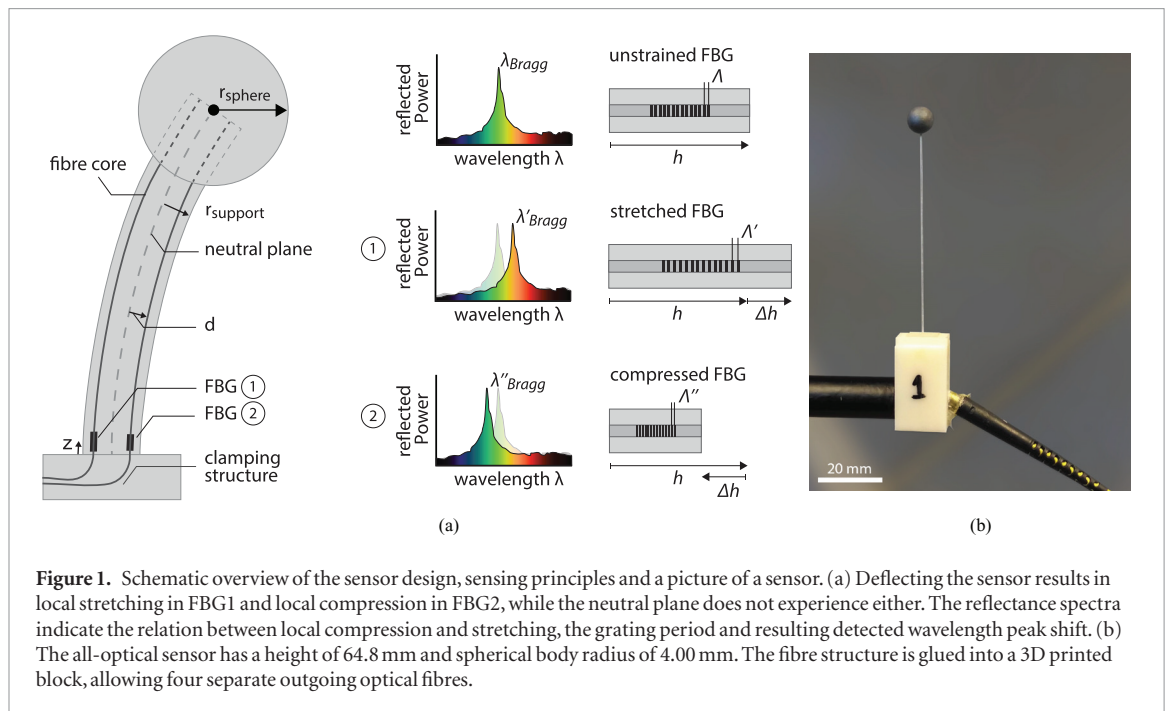 r_sphere
fibre core
r_support
neutral plane
d
FBG ①
FBG ②
z
clamping
structure
λ_Bragg
reflected
Power
wavelength λ
unstrained FBG
Λ
h
①
λ'_Bragg
reflected
Power
wavelength λ
stretched FBG
Λ'
h
Δh
②
λ''_Bragg
reflected
Power
wavelength λ
compressed FBG
Λ''
h
Δh
(a)
1
20 mm
(b)
Figure 1. Schematic overview of the sensor design, sensing principles and a picture of a sensor. (a) Deflecting the sensor results in
local stretching in FBG1 and local compression in FBG2, while the neutral plane does not experience either. The reflectance spectra
indicate the relation between local compression and stretching, the grating period and resulting detected wavelength peak shift. (b)
The all-optical sensor has a height of 64.8 mm and spherical body radius of 4.00 mm. The fibre structure is glued into a 3D printed
block, allowing four separate outgoing optical fibres.